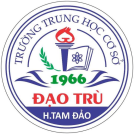 TRƯỜNG TRUNG HỌC CƠ SỞ
1966
ĐẠO TRÙ
H.TAM ĐẢO